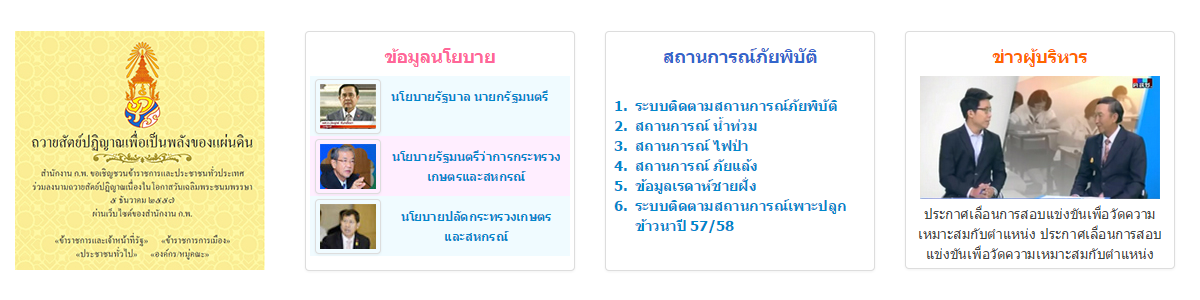 ถวายสัตย์ปฏิญาณเพื่อเป็นพลังของแผ่นดิน
สำนักงาน ก.พ. ขอเชิญชวนข้าราชการและประชาชนทั่วประเทศ
ร่วมลงนามถวายสัตย์ปฏิญาณเนื่องในโอกาสวันเฉลิมพระชนมพรรษา
๕ ธันวาคม ๒๕๕๗
ผ่านเว็บไซต์ของสำนักงาน ก.พ.
«ข้าราชการและเจ้าหน้าที่รัฐ» «ข้าราชการการเมือง»
«ประชาชนทั่วไป» «องค์กร/หมู่คณะ»
ข้อมูลนโยบาย
นโยบายรัฐบาล นายกรัฐมนตรี
นโยบายรัฐมนตรีว่าการกระทรวง
เกษตรและสหกรณ์
นโยบายปลัดกระทรวงเกษตร
และสหกรณ์
สถานการณ์ภัยพิบัติ
1. ระบบติดตามสถานการณ์ภัยพิบัติ
2. สถานการณ์ น้ำท่วม
3. สถานการณ์ ไฟป่า
4. สถานการณ์ ภัยแล้ง
5. ข้อมูลเรดาห์ชายฝั่ง
6. ระบบติดตามสถานการณ์เพาะปลูก
ข้าวนาปี 57/58
ข่าวผู้บริหาร
ประกาศเลื่อนการสอบแข่งขันเพื่อวัดความ
เหมาะสมกับตำแหน่ง ประกาศเลื่อนการสอบ
แข่งขันเพื่อวัดความเหมาะสมกับตำแหน่ง